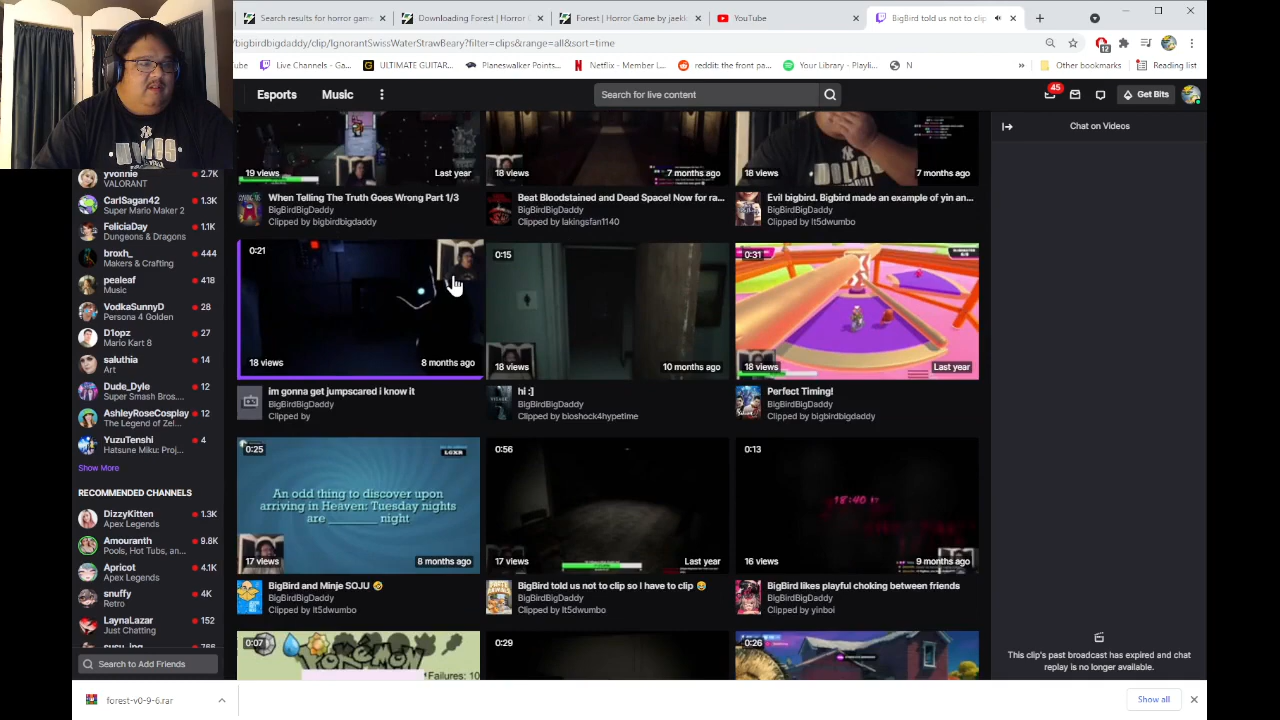 Search results for horror game
Downloading Forest | Horror G
Forest | Horror Game by jaekk
YouTube
BigBird told us not to clip
/bigbirdbigdaddy/clip/IgnorantSwissWaterStrawBeary?filter=clips&range=all&sort=time
12
be
Live Channels - Ga...
ULTIMATE GUITAR...
Planeswalker Points...
Netflix - Member L...
reddit: the front pa...
Your Library - Playli...
N
»
Other bookmarks
Reading list
Esports
Music
Search for live content
45
Get Bits
Chat on Videos
yvonnie
2.7K
VALORANT
CarlSagan42
1.3K
Super Mario Maker 2
FeliciaDay
1.1K
Dungeons & Dragons
broxh_
444
Makers & Crafting
pealeaf
418
Music
VodkaSunnyD
28
Persona 4 Golden
D1opz
27
Mario Kart 8
saluthia
14
Art
Dude_Dyle
12
Super Smash Bros....
AshleyRoseCosplay
12
The Legend of Zel...
YuzuTenshi
4
Hatsune Miku: Proj...
Show More
RECOMMENDED CHANNELS
DizzyKitten
1.3K
Apex Legends
Amouranth
9.8K
Pools, Hot Tubs, an...
Apricot
4.1K
Apex Legends
snuffy
4K
Retro
LaynaLazar
152
Just Chatting
Search to Add Friends
19 views
Last year
When Telling The Truth Goes Wrong Part 1/3
BigBirdBigDaddy
Clipped by bigbirdbigdaddy
18 views
7 months ago
Beat Bloodstained and Dead Space! Now for ra...
BigBirdBigDaddy
Clipped by lakingsfan1140
18 views
7 months ago
Evil bigbird. Bigbird made an example of yin an...
BigBirdBigDaddy
Clipped by lt5dwumbo
0:21
18 views
8 months ago
im gonna get jumpscared i know it
BigBirdBigDaddy
Clipped by
0:15
18 views
10 months ago
hi :]
BigBirdBigDaddy
Clipped by bioshock4hypetime
0:31
18 views
Last year
Perfect Timing!
BigBirdBigDaddy
Clipped by bigbirdbigdaddy
0:25
LGXR
An odd thing to discover upon
arriving in Heaven: Tuesday nights
are ________ night
17 views
8 months ago
BigBird and Minje SOJU 🤣
BigBirdBigDaddy
Clipped by lt5dwumbo
0:56
17 views
Last year
BigBird told us not to clip so I have to clip 🥺
BigBirdBigDaddy
Clipped by lt5dwumbo
0:13
18:40
16 views
9 months ago
BigBird likes playful choking between friends
BigBirdBigDaddy
Clipped by yinboi
0:07
Failures: 10
0:29
0:26
This clip's past broadcast has expired and chat
replay is no longer available.
forest-v0-9-6.rar
Show all